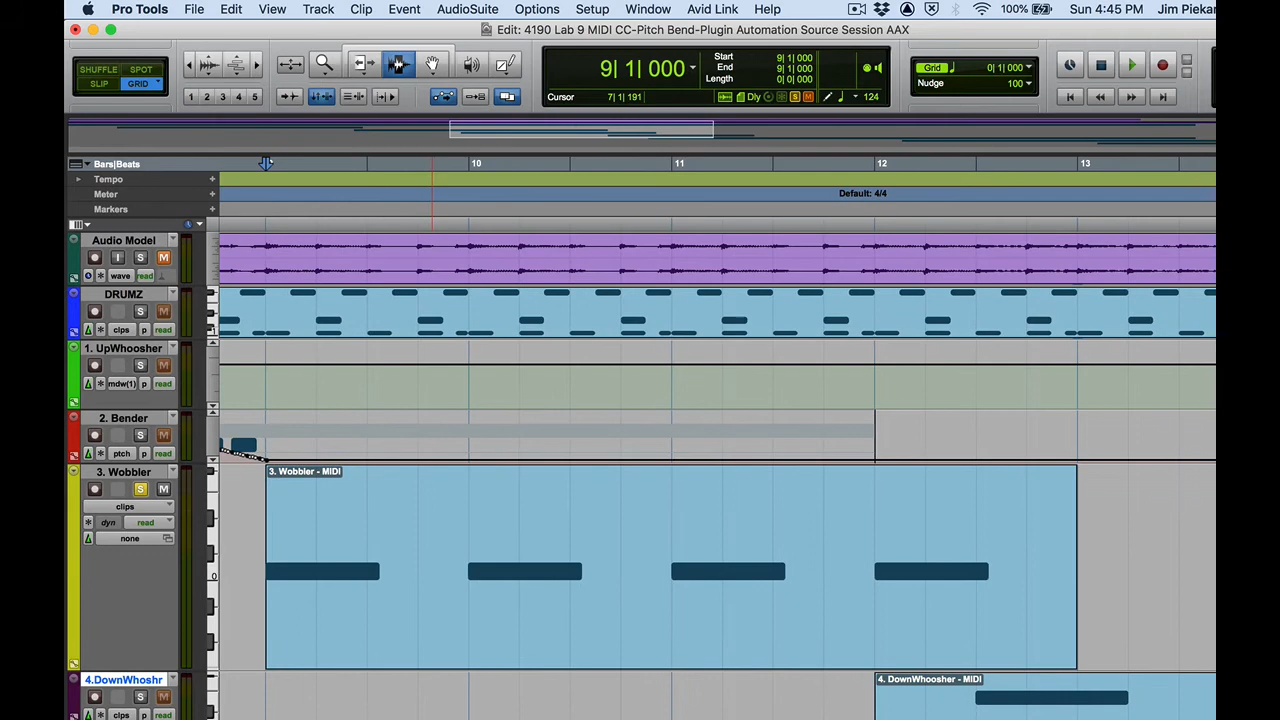 Pro Tools File Edit View Track Clip Event AudioSuite Options Setup Window Avid Link Help 100% Sun 4:45 PM Jim Piekar
Edit: 4190 Lab 9 MIDI CC-Pitch Bend-Plugin Automation Source Session AAX
SHUFFLE SPOT
SLIP GRID
1 2 3 4 5
9| 1| 000
Start 9| 1| 000
End 9| 1| 000
Length 0| 0| 000
Cursor 7| 1| 191 Dly S M 124
Grid 0| 1| 000
Nudge 100
Bars|Beats 10 11 12 13
Tempo
Meter Default: 4/4
Markers
Audio Model
I S M
wave read
DRUMZ
S M
clips p read
1. UpWhoosher
S M
mdw(1) p read
2. Bender
S M
ptch p read
3. Wobbler 3. Wobbler - MIDI
S M
clips
dyn read
none
0
4.DownWhoshr 4. DownWhoosher - MIDI
S M
clips p read